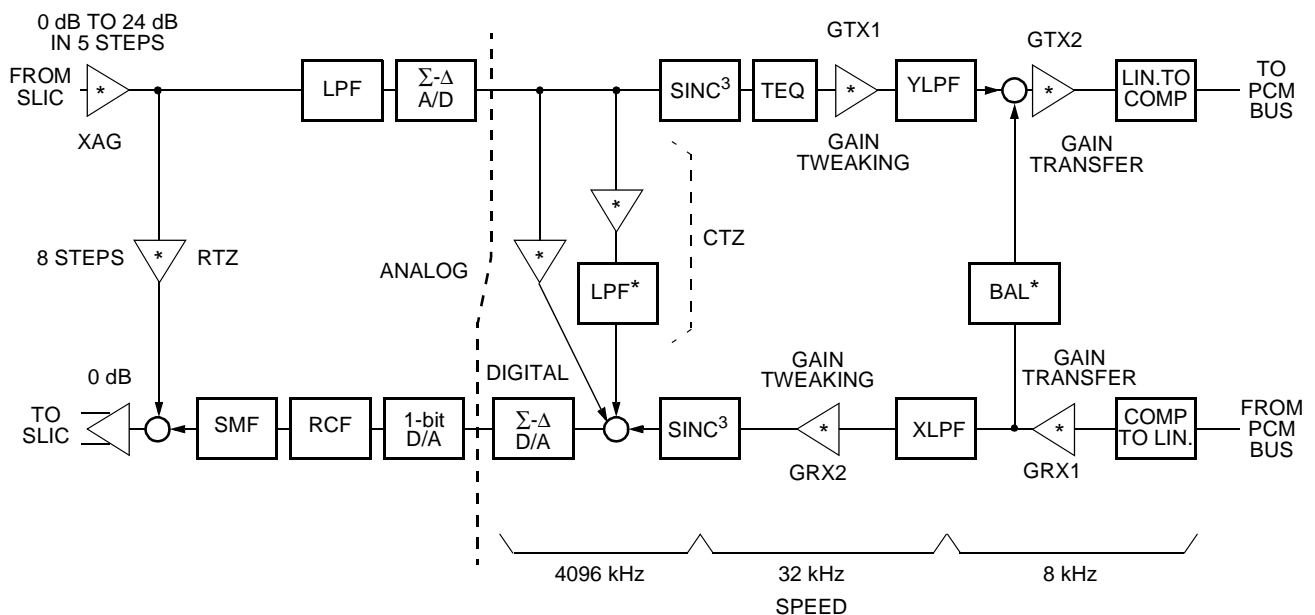 0 dB TO 24 dB
IN 5 STEPS
FROM
SLIC
*
XAG
LPF
Σ-Δ
A/D
SINC³
TEQ
GTX1
*
GAIN
TWEAKING
YLPF
GTX2
*
GAIN
TRANSFER
LIN.TO
COMP
TO
PCM
BUS
8 STEPS
*
RTZ
ANALOG
*
*
LPF*
CTZ
BAL*
0 dB
TO
SLIC
SMF
RCF
1-bit
D/A
DIGITAL
Σ-Δ
D/A
SINC³
GAIN
TWEAKING
*
GRX2
XLPF
GAIN
TRANSFER
*
GRX1
COMP
TO LIN.
FROM
PCM
BUS
4096 kHz
32 kHz
8 kHz
SPEED